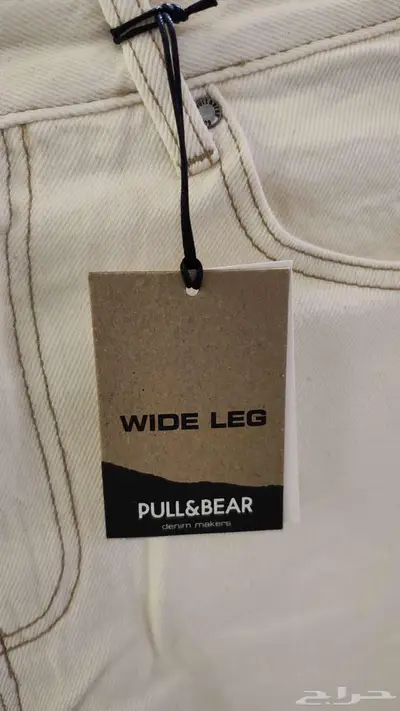 WIDE LEG
PULL&BEAR
denim makers
حراج